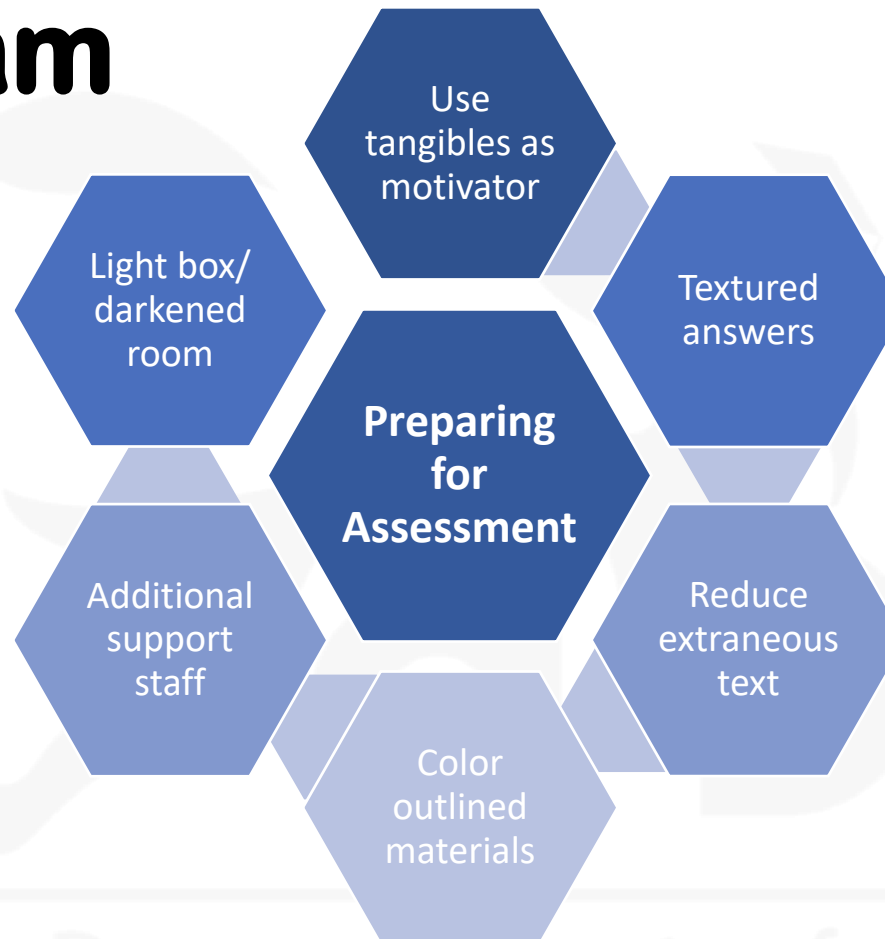 am
Use
tangibles as
motivator
Textured
answers
Reduce
extraneous
text
Color
outlined
materials
Additional
support
staff
Light box/
darkened
room
Preparing
for
Assessment